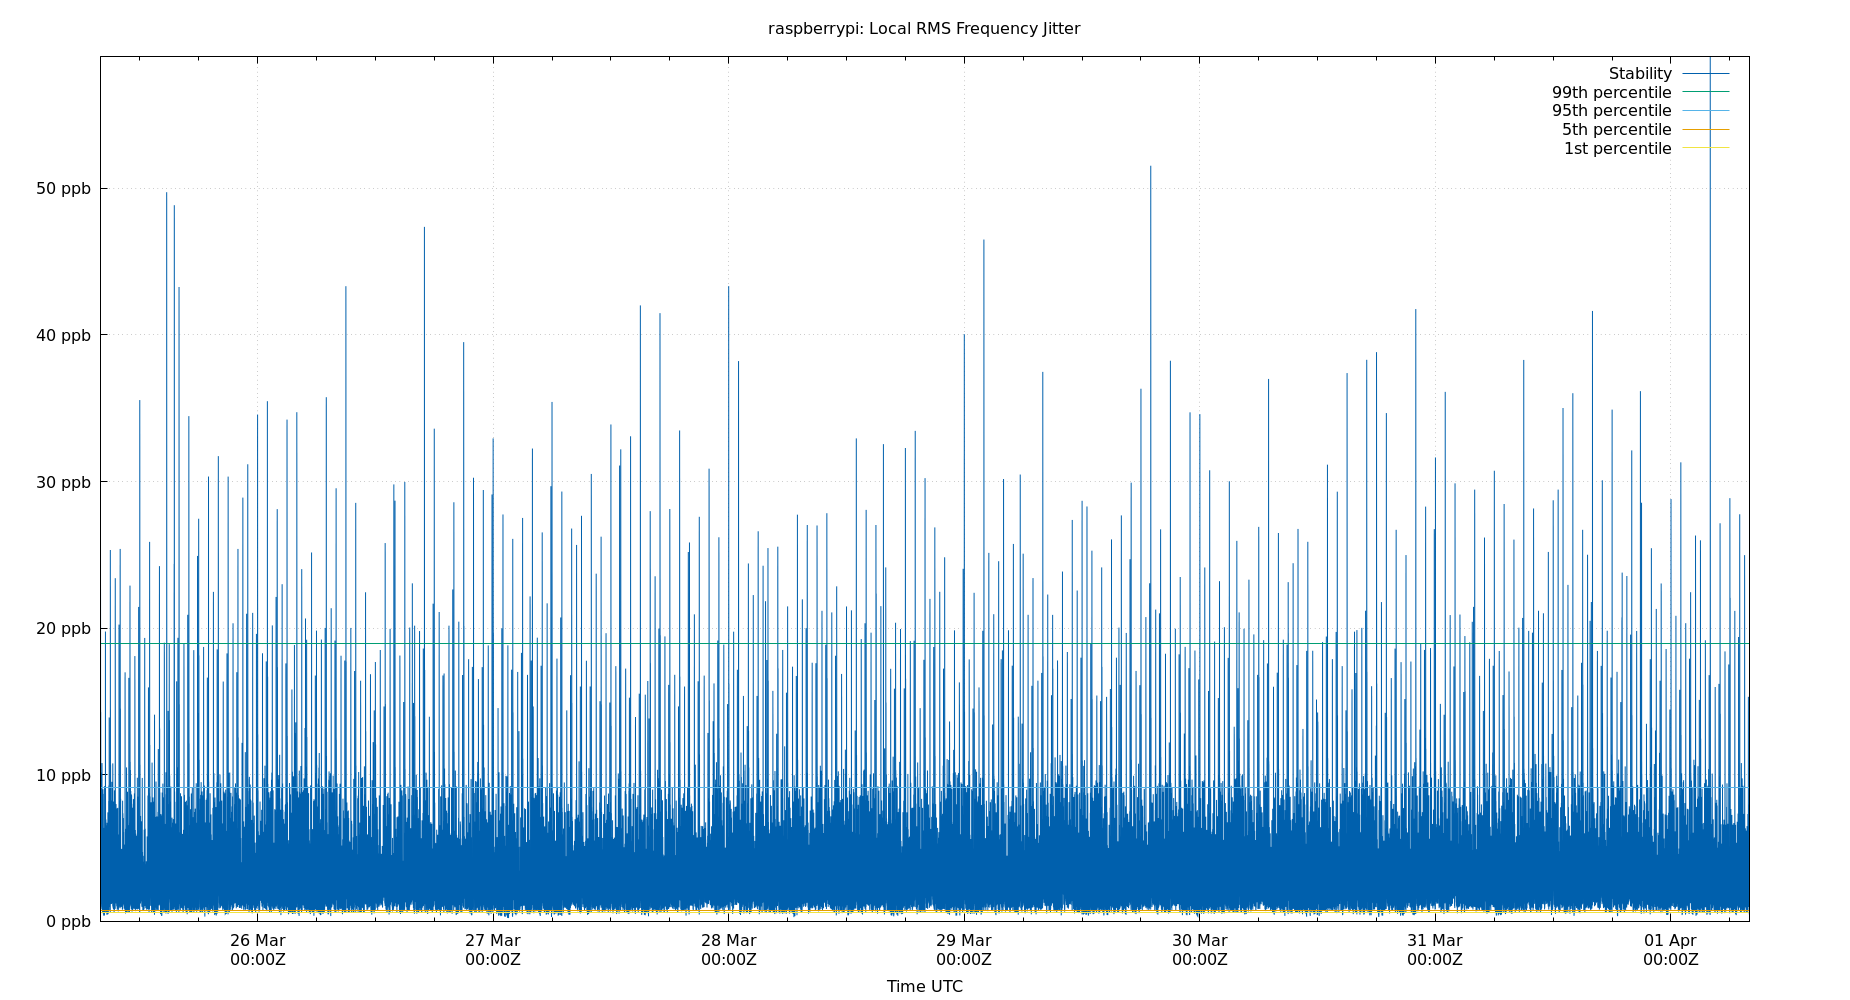 raspberrypi: Local RMS Frequency Jitter
Stability
99th percentile
95th percentile
5th percentile
1st percentile
50 ppb
40 ppb
30 ppb
20 ppb
10 ppb
0 ppb
26 Mar 27 Mar 28 Mar 29 Mar 30 Mar 31 Mar 01 Apr
00:00Z 00:00Z 00:00Z 00:00Z 00:00Z 00:00Z 00:00Z
Time UTC